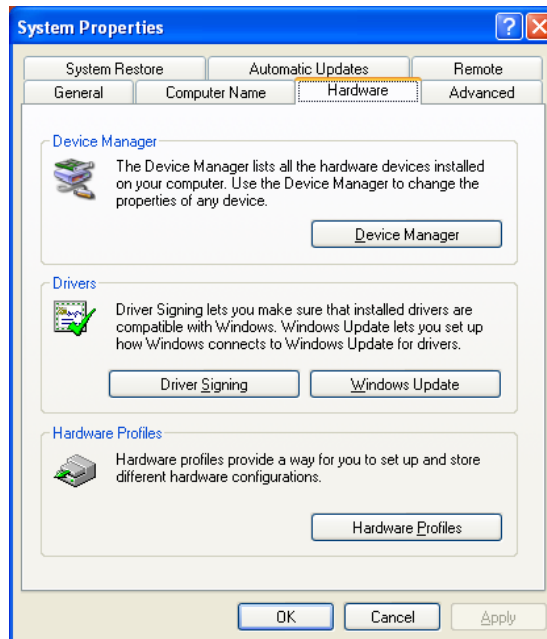 System Properties
System Restore
Automatic Updates
Remote
General
Computer Name
Hardware
Advanced
Device Manager
The Device Manager lists all the hardware devices installed
on your computer. Use the Device Manager to change the
properties of any device.
Device Manager
Drivers
Driver Signing lets you make sure that installed drivers are
compatible with Windows. Windows Update lets you set up
how Windows connects to Windows Update for drivers.
Driver Signing
Windows Update
Hardware Profiles
Hardware profiles provide a way for you to set up and store
different hardware configurations.
Hardware Profiles
OK
Cancel
Apply